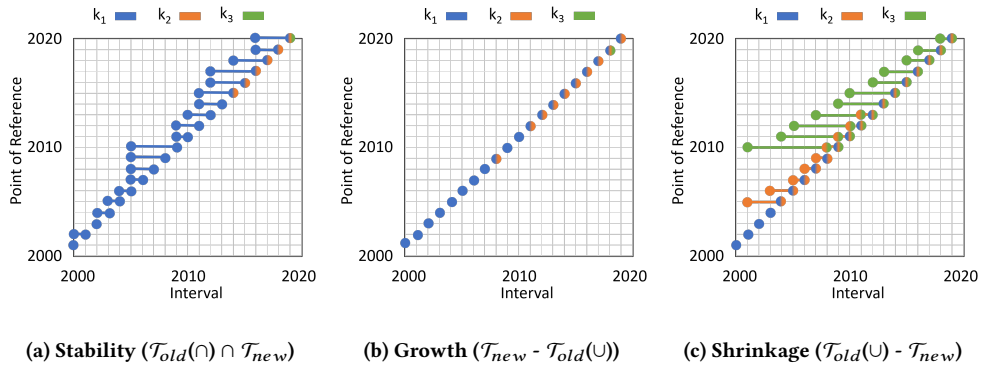 k₁ k₂ k₃
2020
2010
2000
Point of Reference
2000 2010 2020
Interval
(a) Stability (𝒯old(∩) ∩ 𝒯new)
k₁ k₂ k₃
2020
2010
2000
Point of Reference
2000 2010 2020
Interval
(b) Growth (𝒯new - 𝒯old(∪))
k₁ k₂ k₃
2020
2010
2000
Point of Reference
2000 2010 2020
Interval
(c) Shrinkage (𝒯old(∪) - 𝒯new)